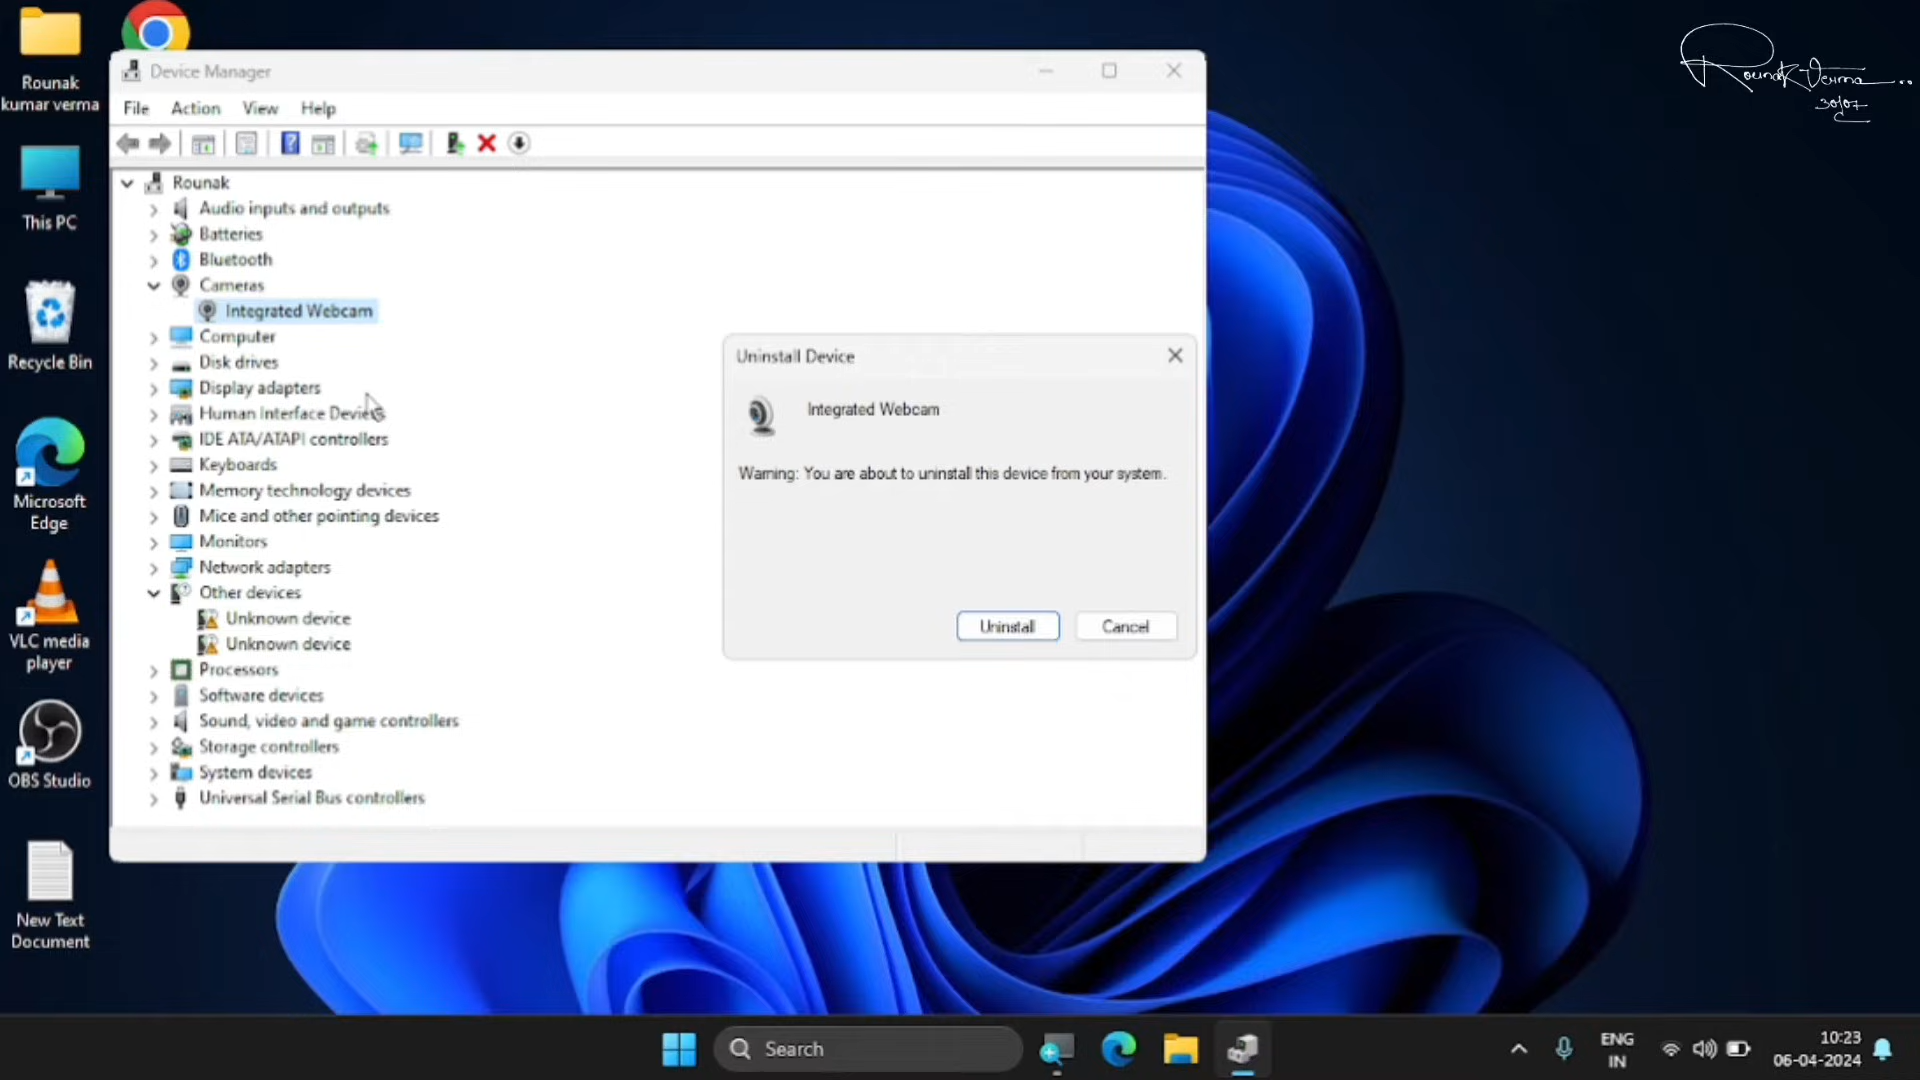 Rounak
kumar verma
This PC
Recycle Bin
Microsoft
Edge
VLC media
player
OBS Studio
New Text
Document
Device Manager
File Action View Help
Rounak
Audio inputs and outputs
Batteries
Bluetooth
Cameras
Integrated Webcam
Computer
Disk drives
Display adapters
Human Interface Devices
IDE ATA/ATAPI controllers
Keyboards
Memory technology devices
Mice and other pointing devices
Monitors
Network adapters
Other devices
Unknown device
Unknown device
Processors
Software devices
Sound, video and game controllers
Storage controllers
System devices
Universal Serial Bus controllers
Uninstall Device
Integrated Webcam
Warning: You are about to uninstall this device from your system.
Uninstall Cancel
Rounak Verma
30/07
Search
ENG
IN
10:23
06-04-2024